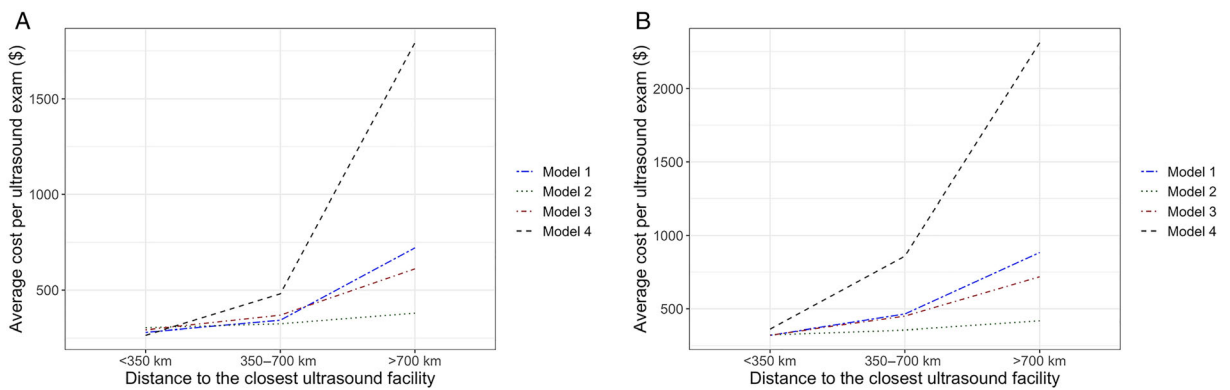 A
Average cost per ultrasound exam ($)
1500
1000
500
<350 km
350–700 km
>700 km
Distance to the closest ultrasound facility
Model 1
Model 2
Model 3
Model 4
B
Average cost per ultrasound exam ($)
2000
1500
1000
500
<350 km
350–700 km
>700 km
Distance to the closest ultrasound facility
Model 1
Model 2
Model 3
Model 4